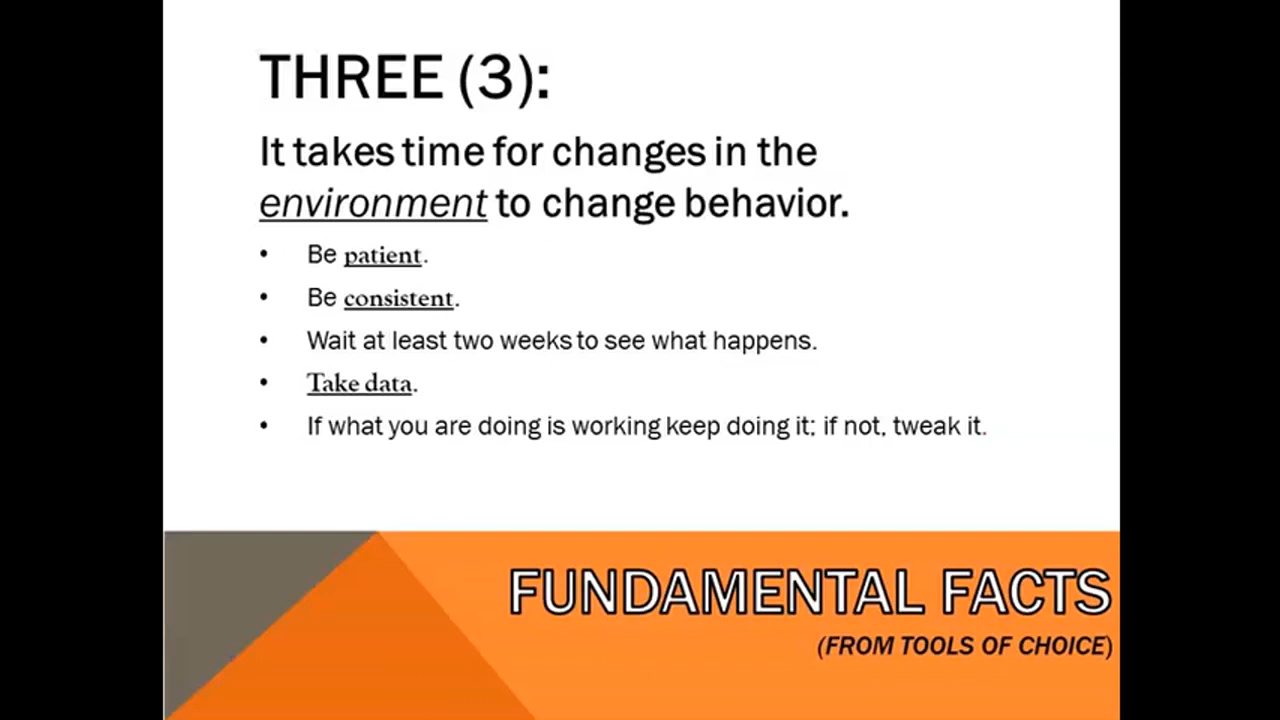 THREE (3):
It takes time for changes in the
environment to change behavior.
• Be patient.
• Be consistent.
• Wait at least two weeks to see what happens.
• Take data.
• If what you are doing is working keep doing it; if not, tweak it.
FUNDAMENTAL FACTS
(FROM TOOLS OF CHOICE)